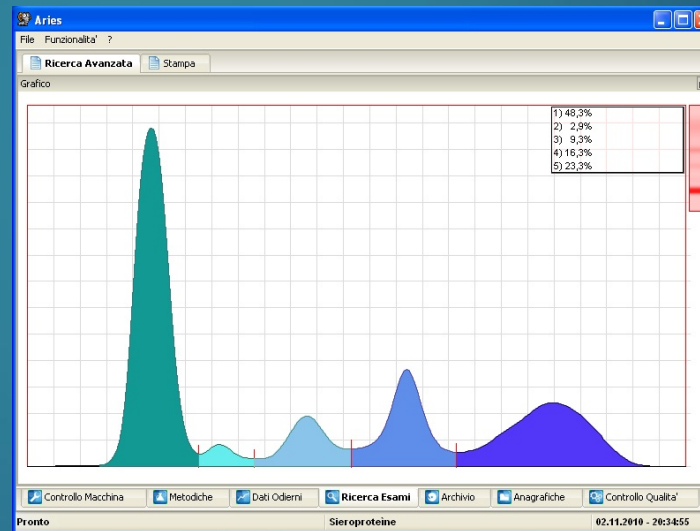 Aries
File Funzionalita' ?
Ricerca Avanzata Stampa
Grafico
1) 48,3%
2) 2,9%
3) 9,3%
4) 16,3%
5) 23,3%
Controllo Macchina Metodiche Dati Odierni Ricerca Esami Archivio Anagrafiche Controllo Qualita'
Pronto Sieroproteine 02.11.2010 - 20:34:55